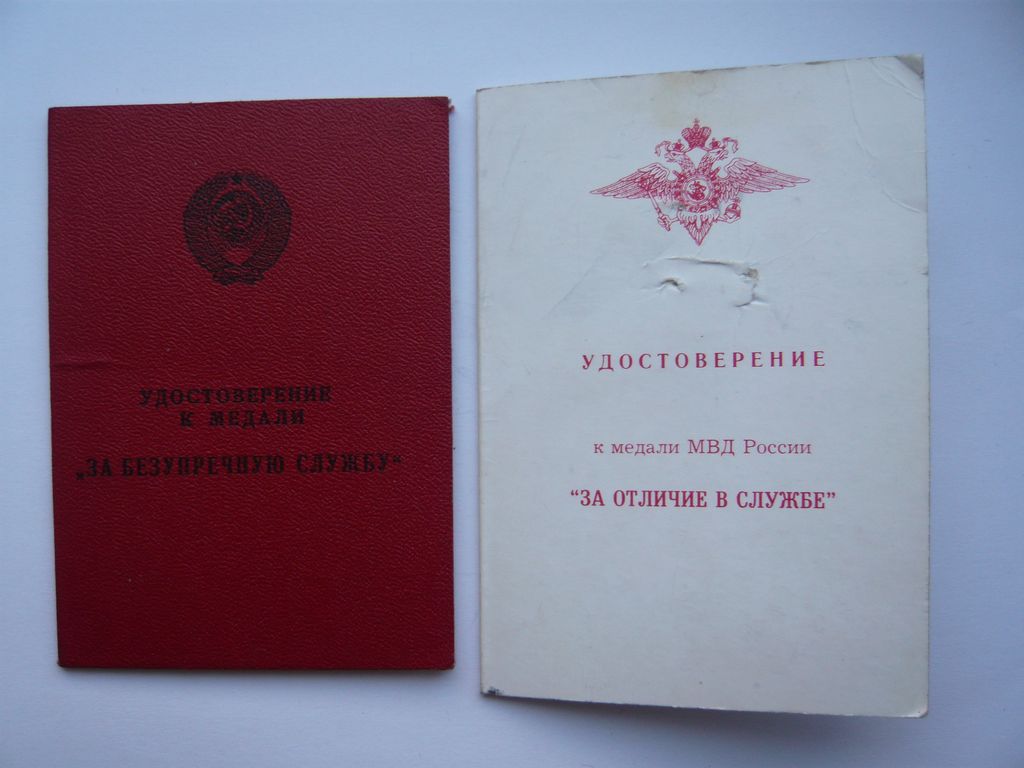 УДОСТОВЕРЕНИЕ
К МЕДАЛИ
„ЗА БЕЗУПРЕЧНУЮ СЛУЖБУ“
УДОСТОВЕРЕНИЕ
к медали МВД России
“ЗА ОТЛИЧИЕ В СЛУЖБЕ”